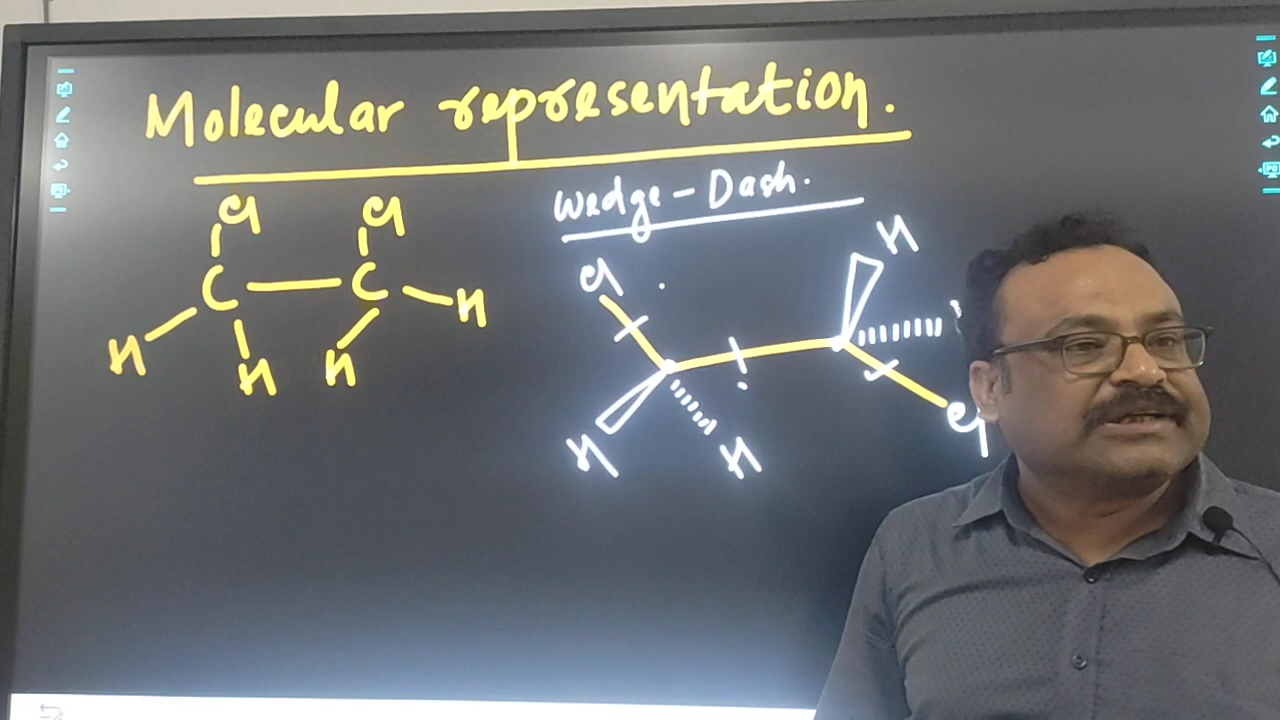 Molecular representation.
Wedge-Dash.
Cl Cl
C C
H H H H
Cl H
H H Cl